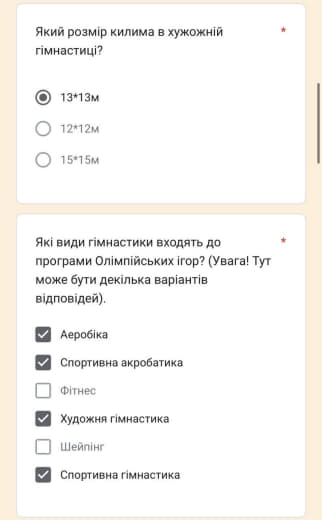 Який розмір килима в хужожній *
гімнастиці?
13*13м
12*12м
15*15м
Які види гімнастики входять до *
програми Олімпійських ігор? (Увага! Тут
може бути декілька варіантів
відповідей).
Аеробіка
Спортивна акробатика
Фітнес
Художня гімнастика
Шейпінг
Спортивна гімнастика